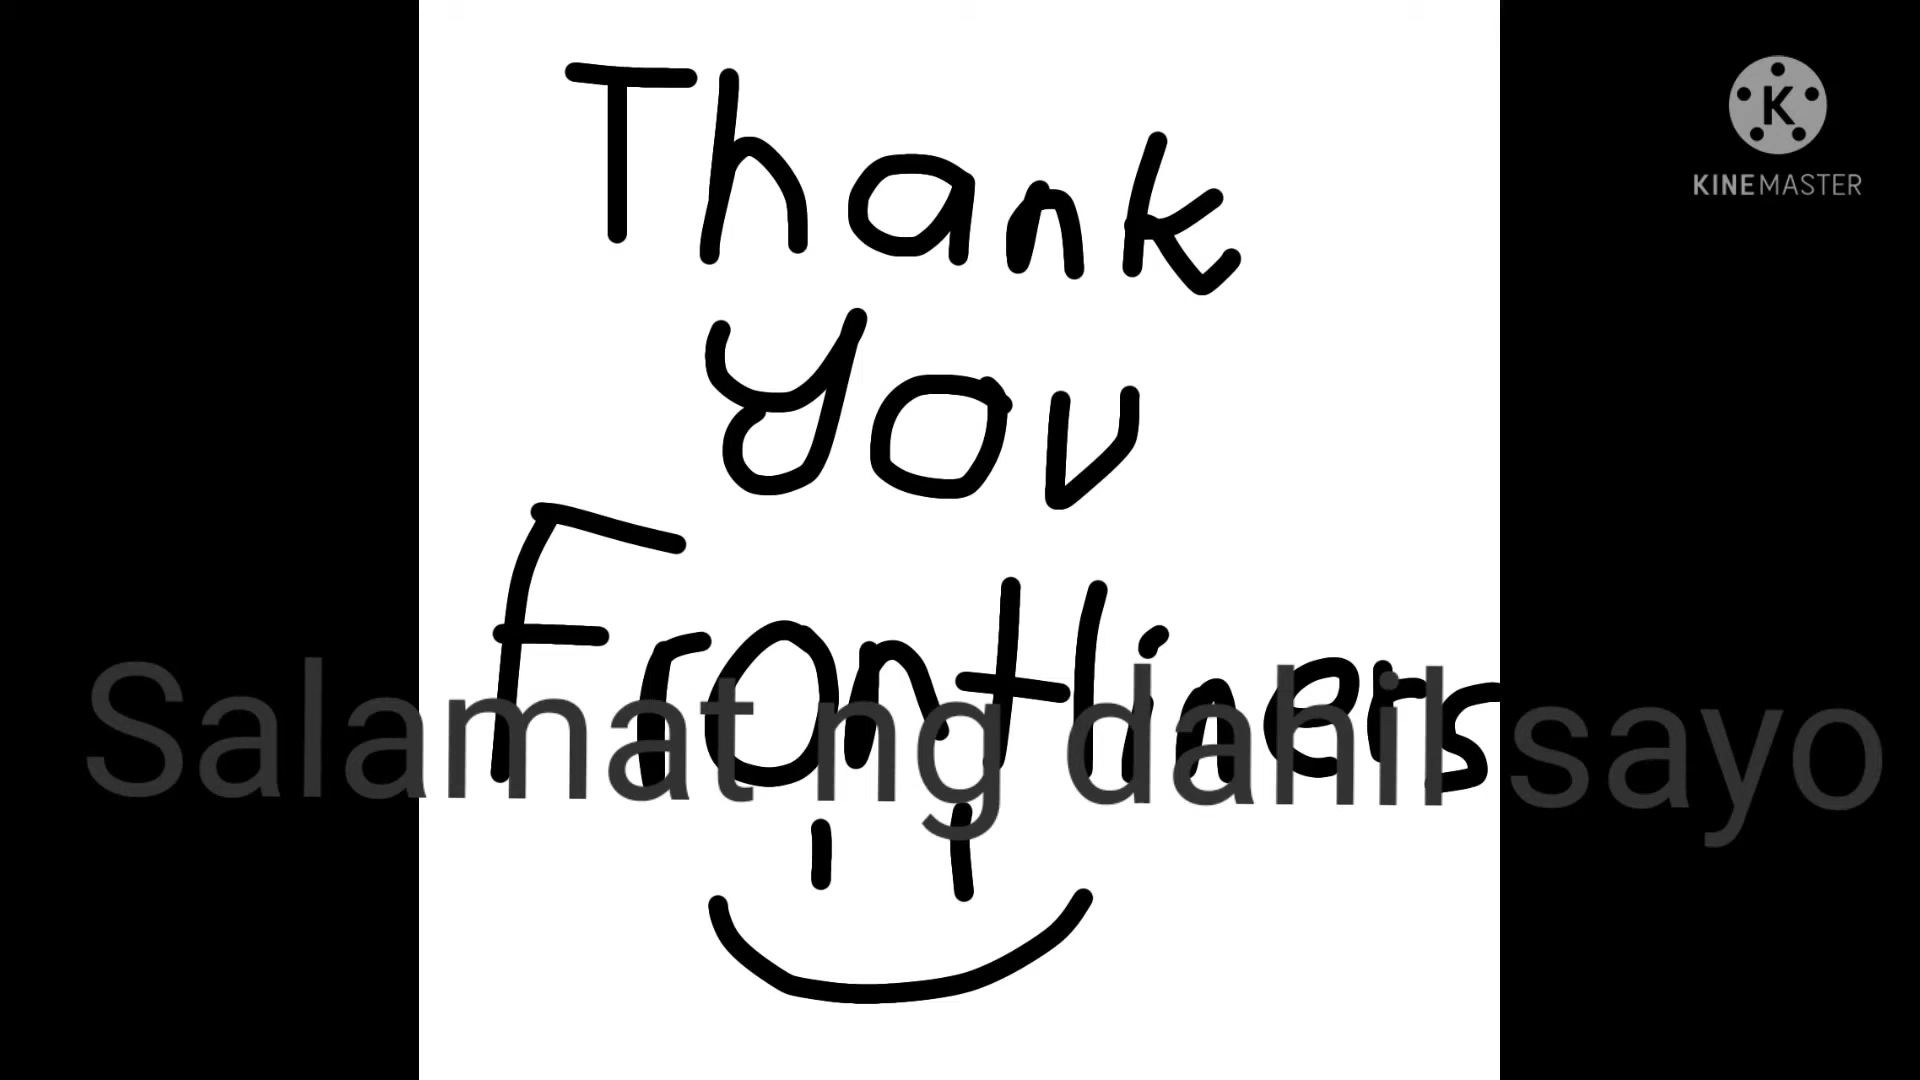 Thank
you
Frontliners
Salamat ng dahil sayo
K
KINEMASTER